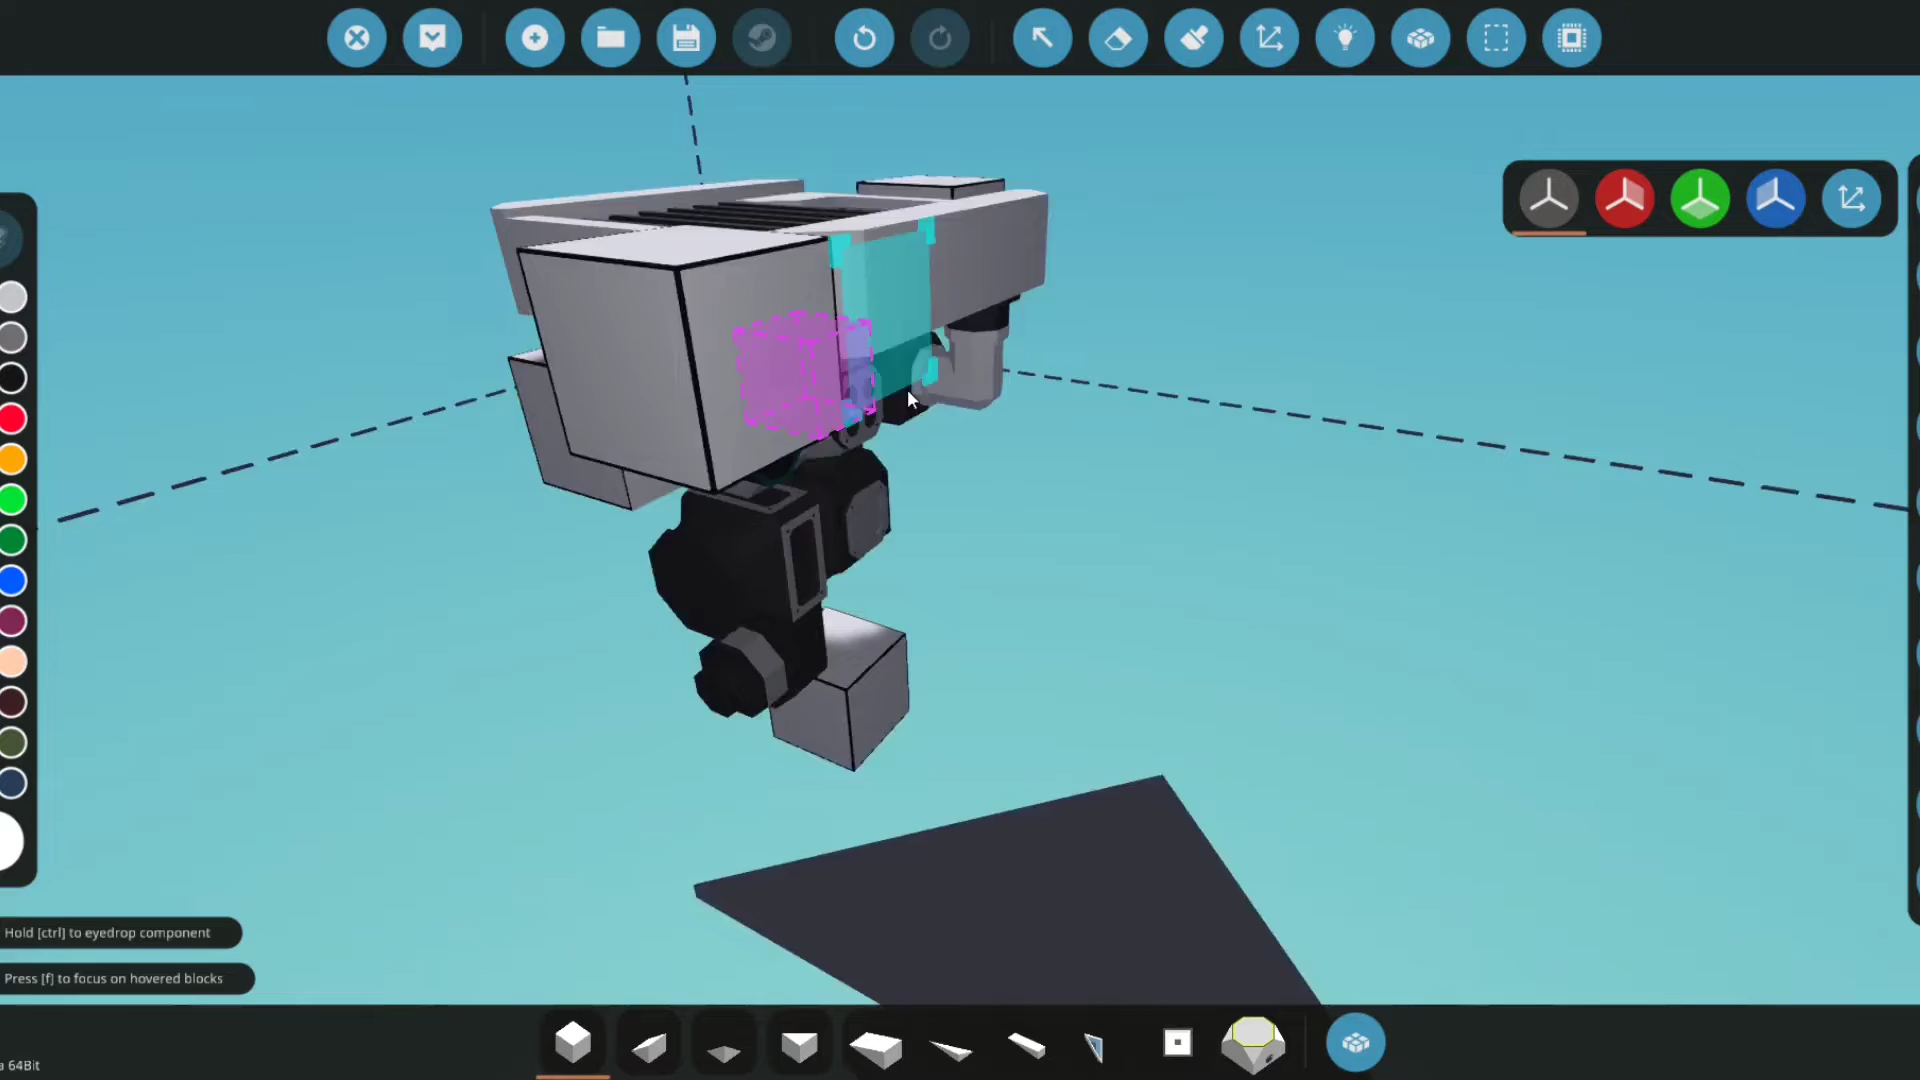 Hold [ctrl] to eyedrop component
Press [f] to focus on hovered blocks
a 64Bit